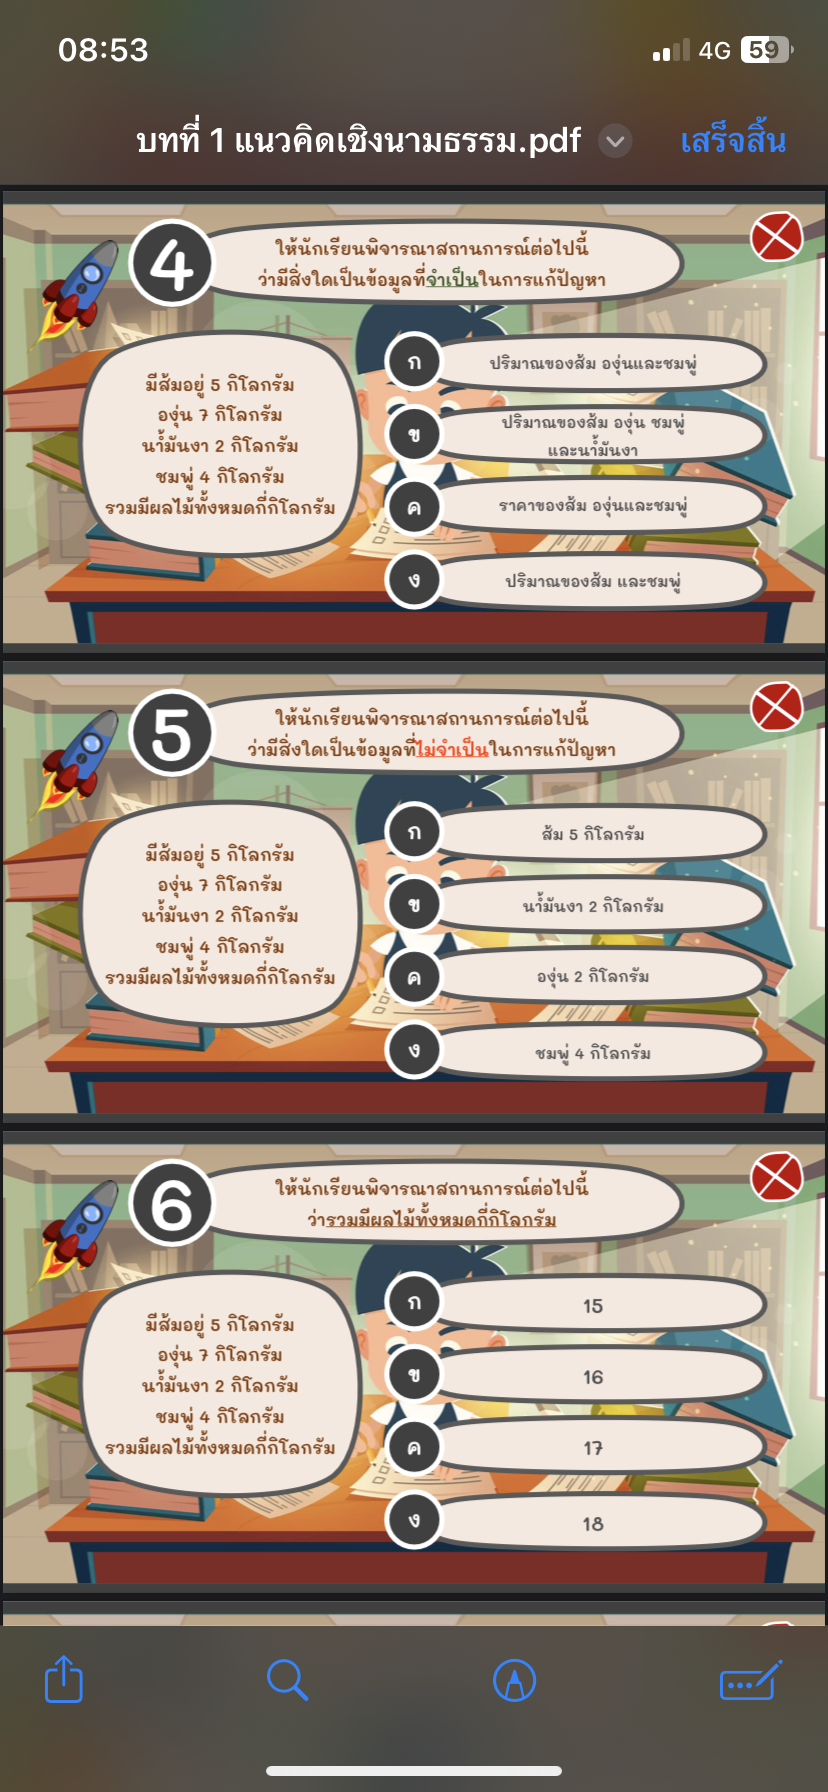 08:53
4G 59
บทที่ 1 แนวคิดเชิงนามธรรม.pdf
เสร็จสิ้น
4
ให้นักเรียนพิจารณาสถานการณ์ต่อไปนี้
ว่ามีสิ่งใดเป็นข้อมูลที่จำเป็นในการแก้ปัญหา
มีส้มอยู่ 5 กิโลกรัม
องุ่น 7 กิโลกรัม
น้ำมันงา 2 กิโลกรัม
ชมพู่ 4 กิโลกรัม
รวมมีผลไม้ทั้งหมดกี่กิโลกรัม
ก ปริมาณของส้ม องุ่นและชมพู่
ข ปริมาณของส้ม องุ่น ชมพู่
และน้ำมันงา
ค ราคาของส้ม องุ่นและชมพู่
ง ปริมาณของส้ม และชมพู่
5
ให้นักเรียนพิจารณาสถานการณ์ต่อไปนี้
ว่ามีสิ่งใดเป็นข้อมูลที่ไม่จำเป็นในการแก้ปัญหา
มีส้มอยู่ 5 กิโลกรัม
องุ่น 7 กิโลกรัม
น้ำมันงา 2 กิโลกรัม
ชมพู่ 4 กิโลกรัม
รวมมีผลไม้ทั้งหมดกี่กิโลกรัม
ก ส้ม 5 กิโลกรัม
ข น้ำมันงา 2 กิโลกรัม
ค องุ่น 2 กิโลกรัม
ง ชมพู่ 4 กิโลกรัม
6
ให้นักเรียนพิจารณาสถานการณ์ต่อไปนี้
ว่ารวมมีผลไม้ทั้งหมดกี่กิโลกรัม
มีส้มอยู่ 5 กิโลกรัม
องุ่น 7 กิโลกรัม
น้ำมันงา 2 กิโลกรัม
ชมพู่ 4 กิโลกรัม
รวมมีผลไม้ทั้งหมดกี่กิโลกรัม
ก 15
ข 16
ค 17
ง 18